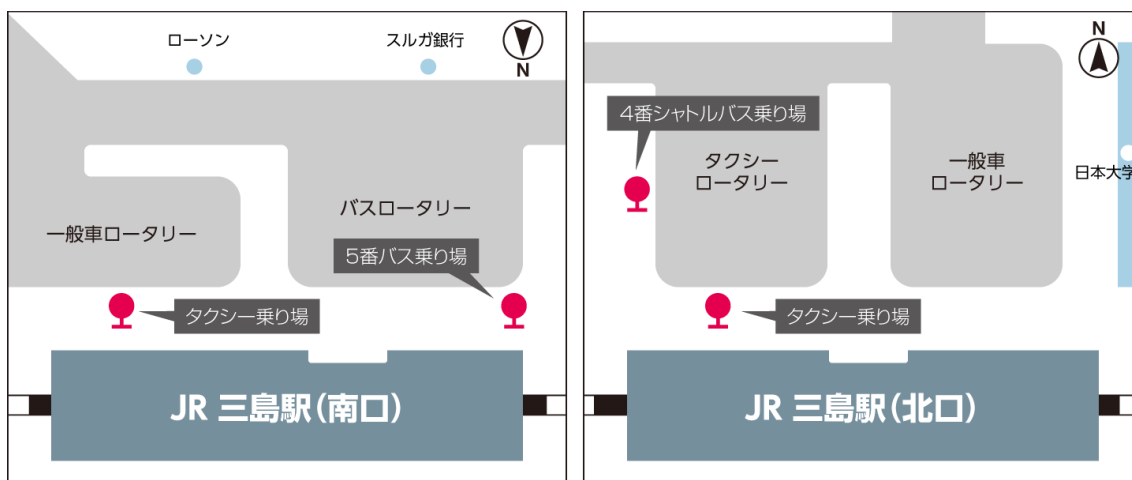 ローソン
スルガ銀行
N
一般車ロータリー
バスロータリー
5番バス乗り場
タクシー乗り場
JR 三島駅(南口)
N
4番シャトルバス乗り場
タクシー
ロータリー
一般車
ロータリー
日本大学
タクシー乗り場
JR 三島駅(北口)